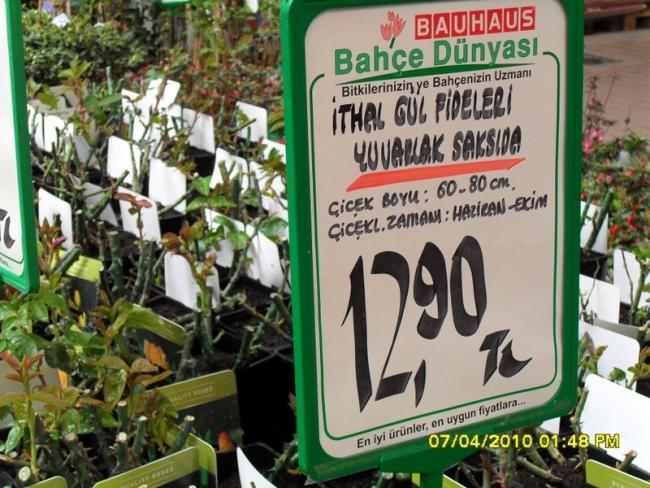 BAUHAUS
Bahçe Dünyası
Bitkilerinizin ve Bahçenizin Uzmanı
İTHAL GÜL FİDELERİ
YUVARLAK SAKSIDA
ÇİÇEK BOYU : 60-80 cm.
ÇİÇEKL. ZAMANI : HAZİRAN-EKİM
12,90 TL
En iyi ürünler, en uygun fiyatlara...
TL
07/04/2010 01:48 PM